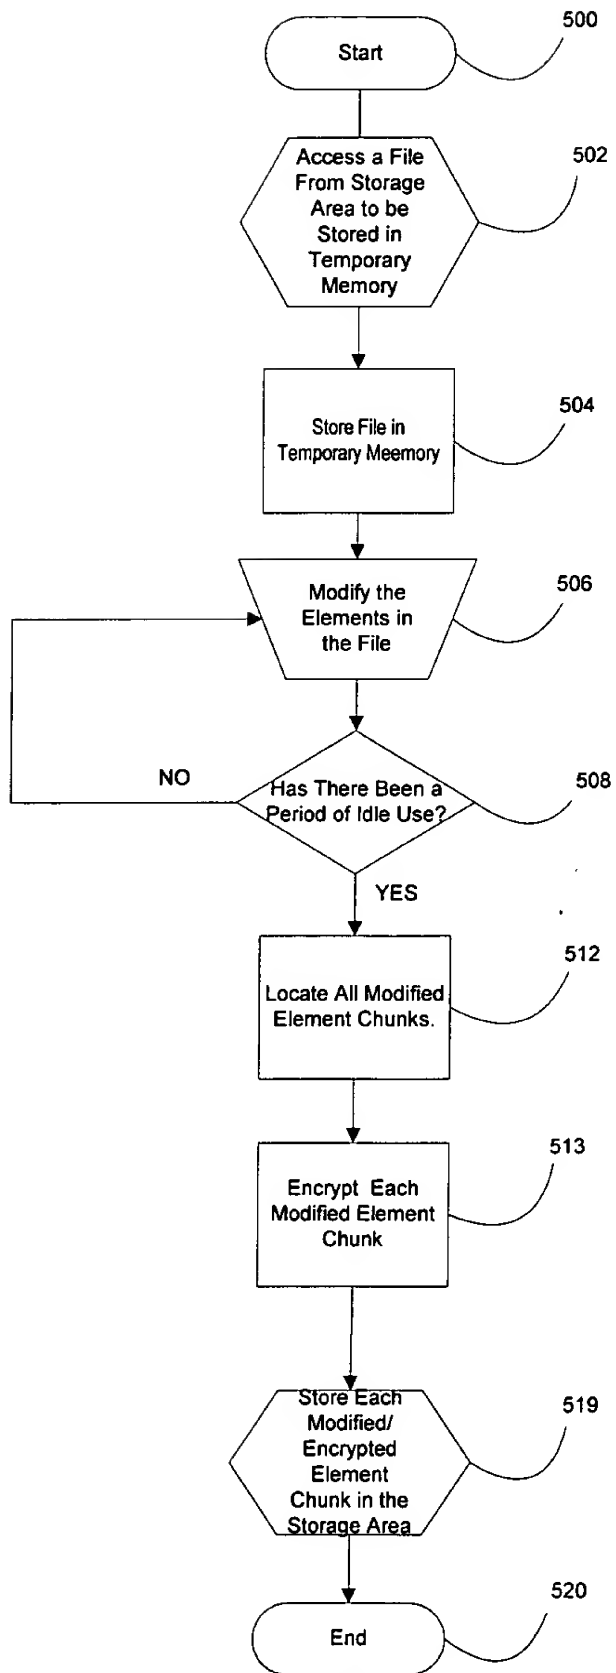 500
Start
502
Access a File
From Storage
Area to be
Stored in
Temporary
Memory
504
Store File in
Temporary Meemory
506
Modify the
Elements in
the File
508
NO
Has There Been a
Period of Idle Use?
YES
512
Locate All Modified
Element Chunks.
513
Encrypt Each
Modified Element
Chunk
519
Store Each
Modified/
Encrypted
Element
Chunk in the
Storage Area
520
End